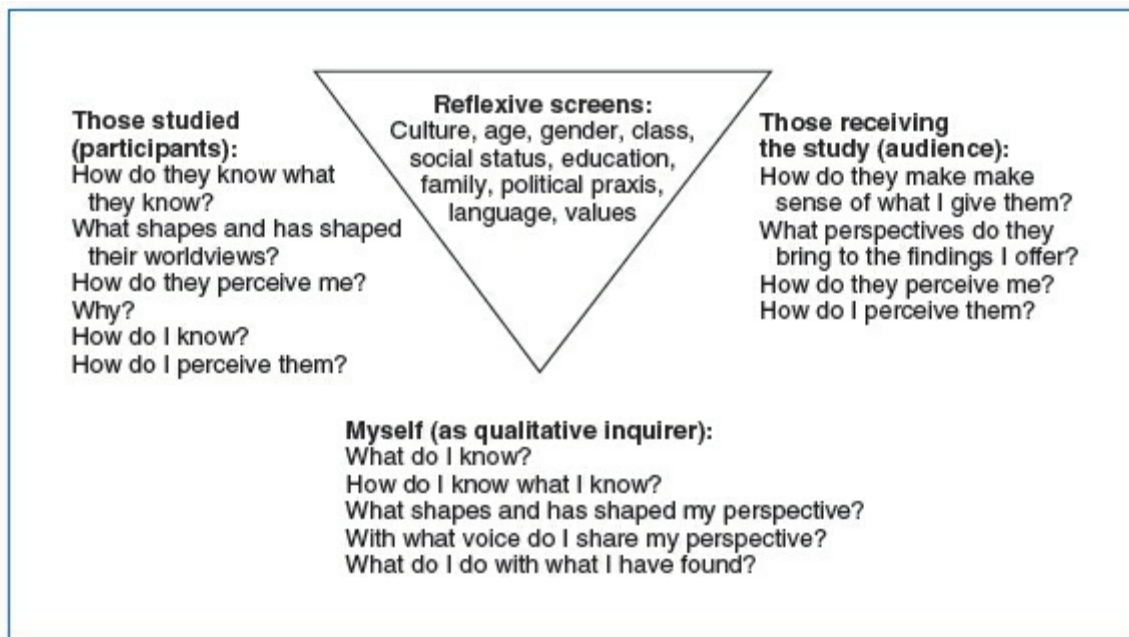 Reflexive screens:
Culture, age, gender, class,
social status, education,
family, political praxis,
language, values
Those studied
(participants):
How do they know what
they know?
What shapes and has shaped
their worldviews?
How do they perceive me?
Why?
How do I know?
How do I perceive them?
Those receiving
the study (audience):
How do they make make
sense of what I give them?
What perspectives do they
bring to the findings I offer?
How do they perceive me?
How do I perceive them?
Myself (as qualitative inquirer):
What do I know?
How do I know what I know?
What shapes and has shaped my perspective?
With what voice do I share my perspective?
What do I do with what I have found?